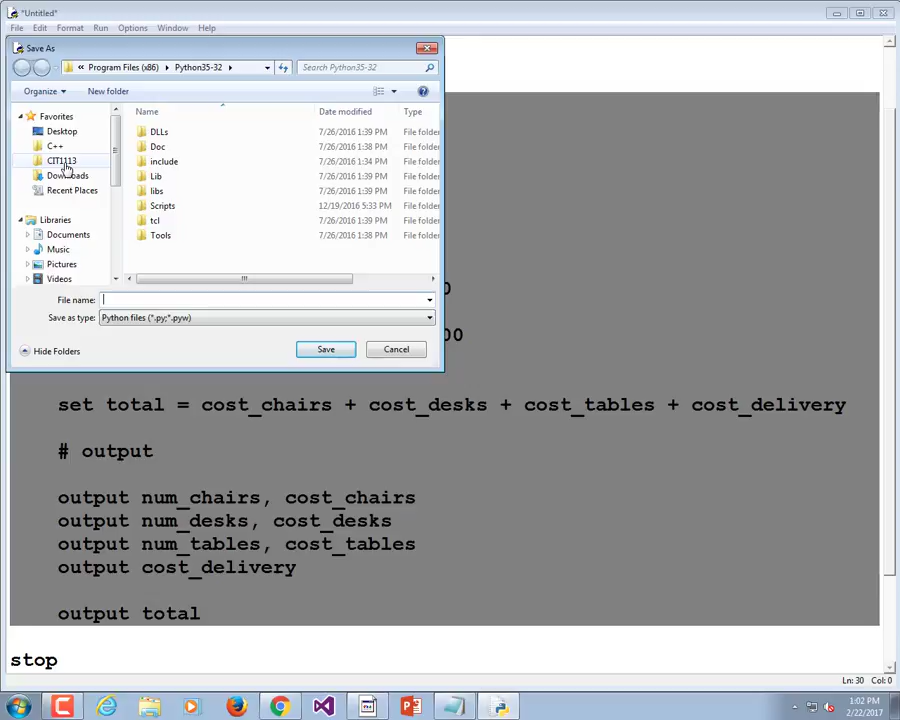 *Untitled*
File Edit Format Run Options Window Help
Save As
« Program Files (x86) Python35-32 Search Python35-32
Organize New folder
Name Date modified Type
Favorites
Desktop
C++
CIT1113
Downloads
Recent Places
Libraries
Documents
Music
Pictures
Videos
DLLs 7/26/2016 1:39 PM File folder
Doc 7/26/2016 1:39 PM File folder
include 7/26/2016 1:34 PM File folder
Lib 7/26/2016 1:39 PM File folder
libs 7/26/2016 1:39 PM File folder
Scripts 12/19/2016 5:33 PM File folder
tcl 7/26/2016 1:39 PM File folder
Tools 7/26/2016 1:38 PM File folder
File name:
Save as type: Python files (*.py;*.pyw)
Hide Folders Save Cancel
0
00
set total = cost_chairs + cost_desks + cost_tables + cost_delivery
# output
output num_chairs, cost_chairs
output num_desks, cost_desks
output num_tables, cost_tables
output cost_delivery
output total
stop
Ln: 30 Col: 0
1:02 PM
2/22/2017